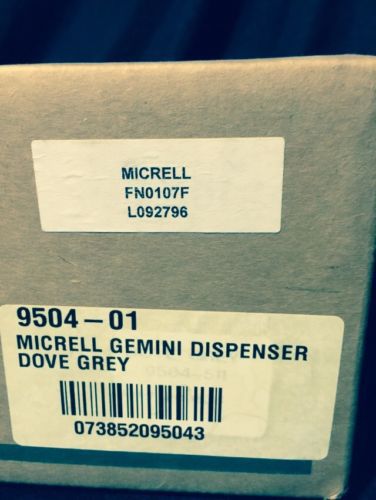 MICRELL
FN0107F
L092796
9504-01
MICRELL GEMINI DISPENSER
DOVE GREY
073852095043